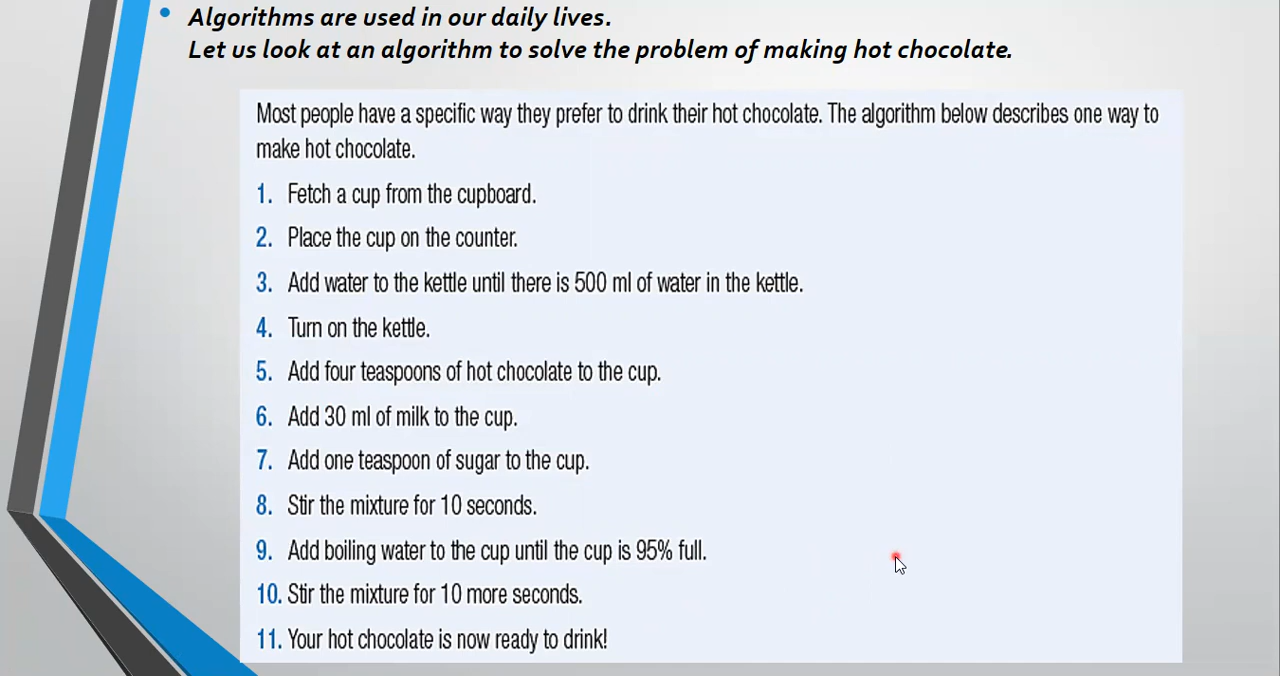 • Algorithms are used in our daily lives.
Let us look at an algorithm to solve the problem of making hot chocolate.
Most people have a specific way they prefer to drink their hot chocolate. The algorithm below describes one way to
make hot chocolate.
1. Fetch a cup from the cupboard.
2. Place the cup on the counter.
3. Add water to the kettle until there is 500 ml of water in the kettle.
4. Turn on the kettle.
5. Add four teaspoons of hot chocolate to the cup.
6. Add 30 ml of milk to the cup.
7. Add one teaspoon of sugar to the cup.
8. Stir the mixture for 10 seconds.
9. Add boiling water to the cup until the cup is 95% full.
10. Stir the mixture for 10 more seconds.
11. Your hot chocolate is now ready to drink!